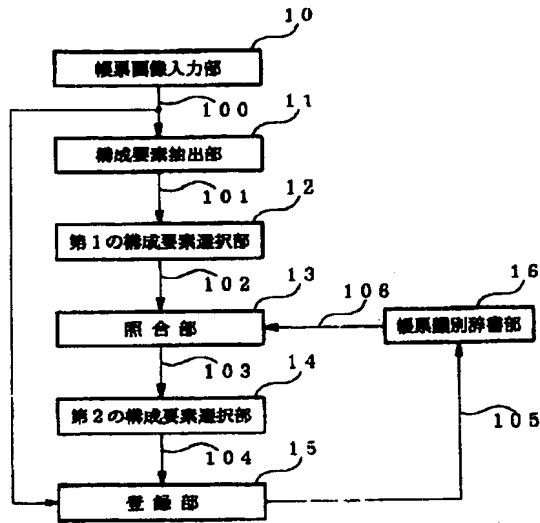 10
帳票画像入力部
100
11
構成要素抽出部
101
12
第1の構成要素選択部
102
13
16
106
照合部
帳票識別辞書部
103
14
第2の構成要素選択部
105
104
15
登録部